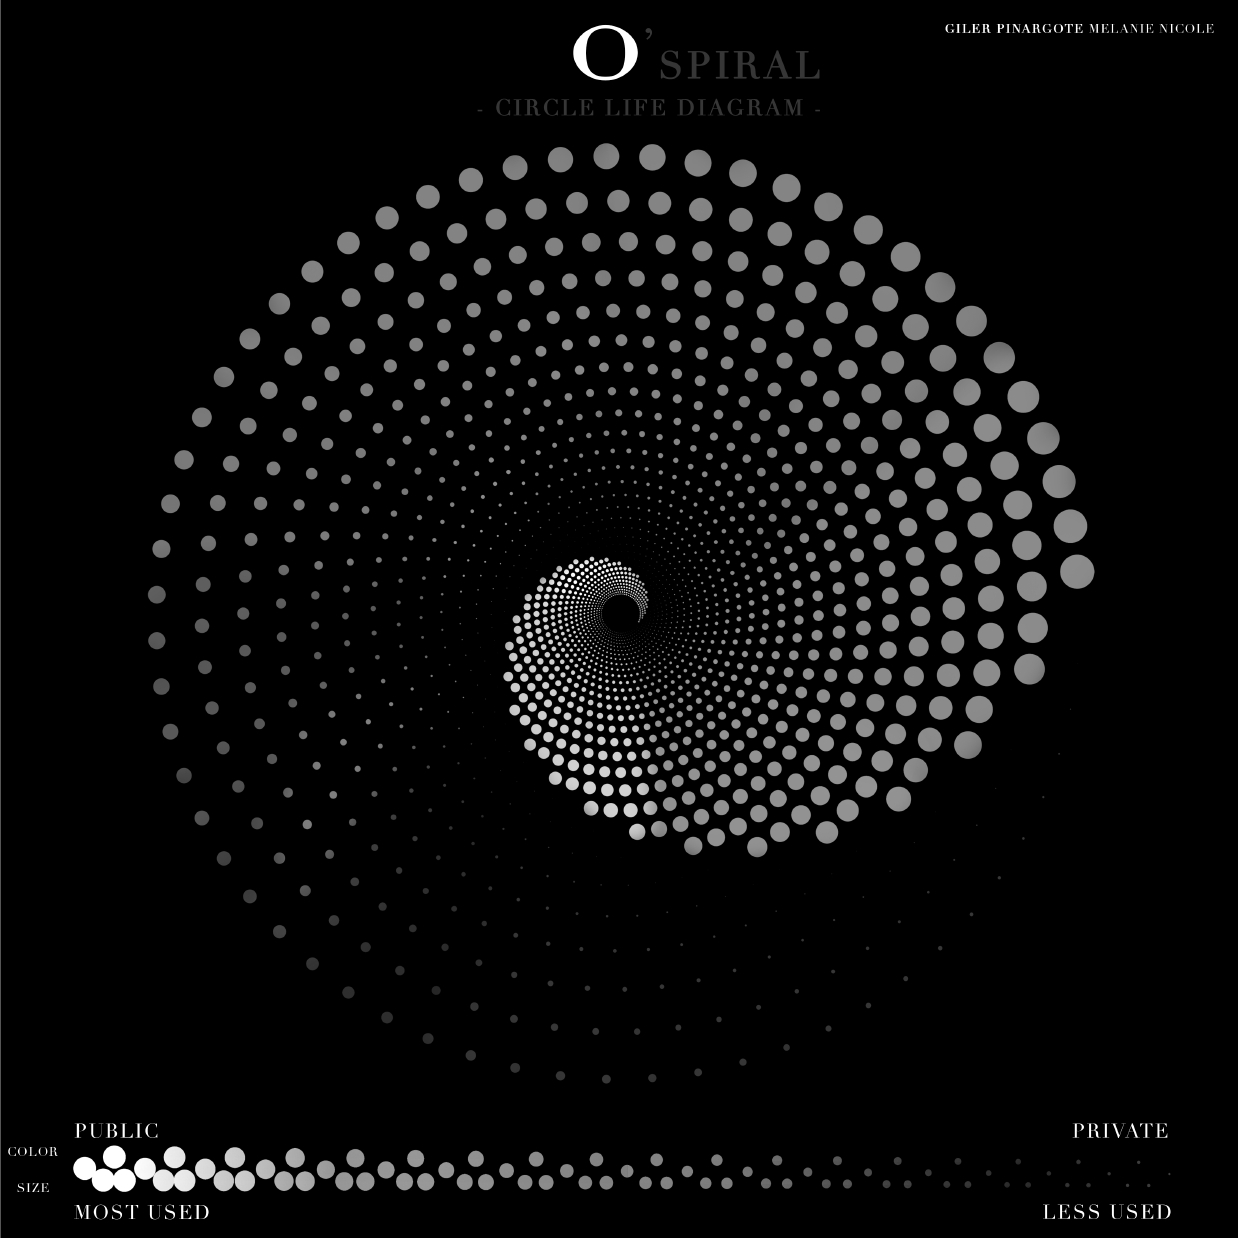 GILER PINARGOTE MELANIE NICOLE
O'SPIRAL
- CIRCLE LIFE DIAGRAM -
PUBLIC PRIVATE
COLOR
SIZE
MOST USED LESS USED